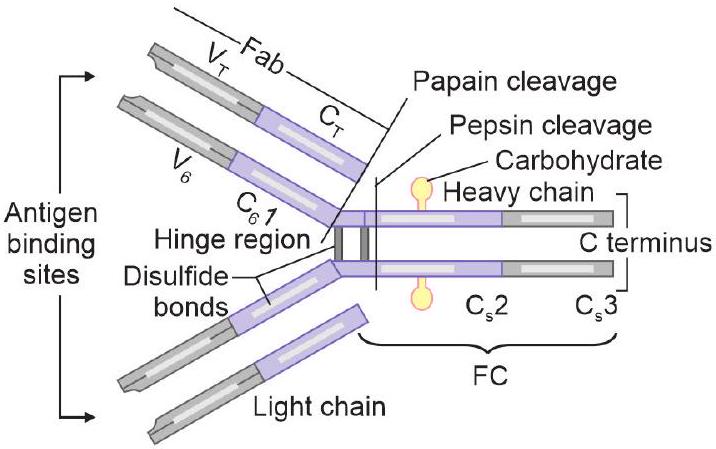 Fab
V_T
C_T
Papain cleavage
Pepsin cleavage
Carbohydrate
Heavy chain
V_6
C_6 1
Antigen
binding
sites
Hinge region
C terminus
Disulfide
bonds
C_s2
C_s3
FC
Light chain